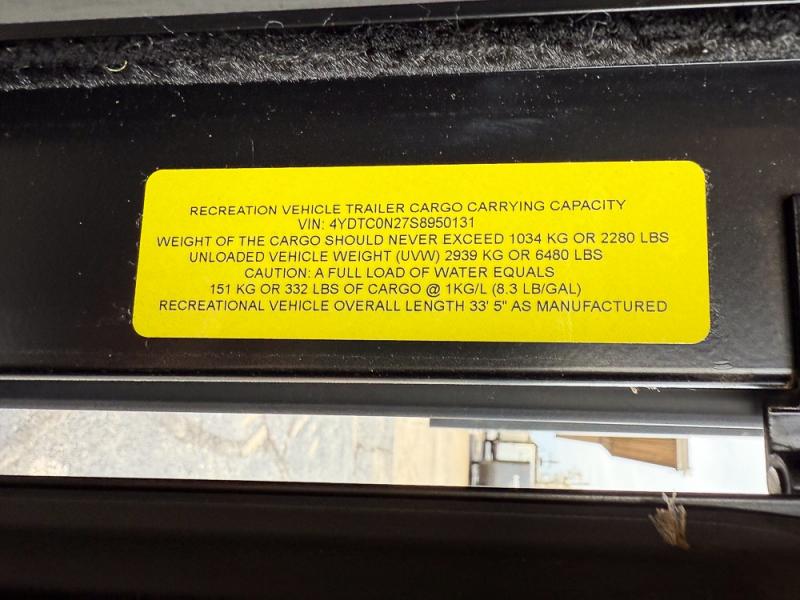 RECREATION VEHICLE TRAILER CARGO CARRYING CAPACITY
VIN: 4YDTC0N27S8950131
WEIGHT OF THE CARGO SHOULD NEVER EXCEED 1034 KG OR 2280 LBS
UNLOADED VEHICLE WEIGHT (UVW) 2939 KG OR 6480 LBS
CAUTION: A FULL LOAD OF WATER EQUALS
151 KG OR 332 LBS OF CARGO @ 1KG/L (8.3 LB/GAL)
RECREATIONAL VEHICLE OVERALL LENGTH 33' 5" AS MANUFACTURED